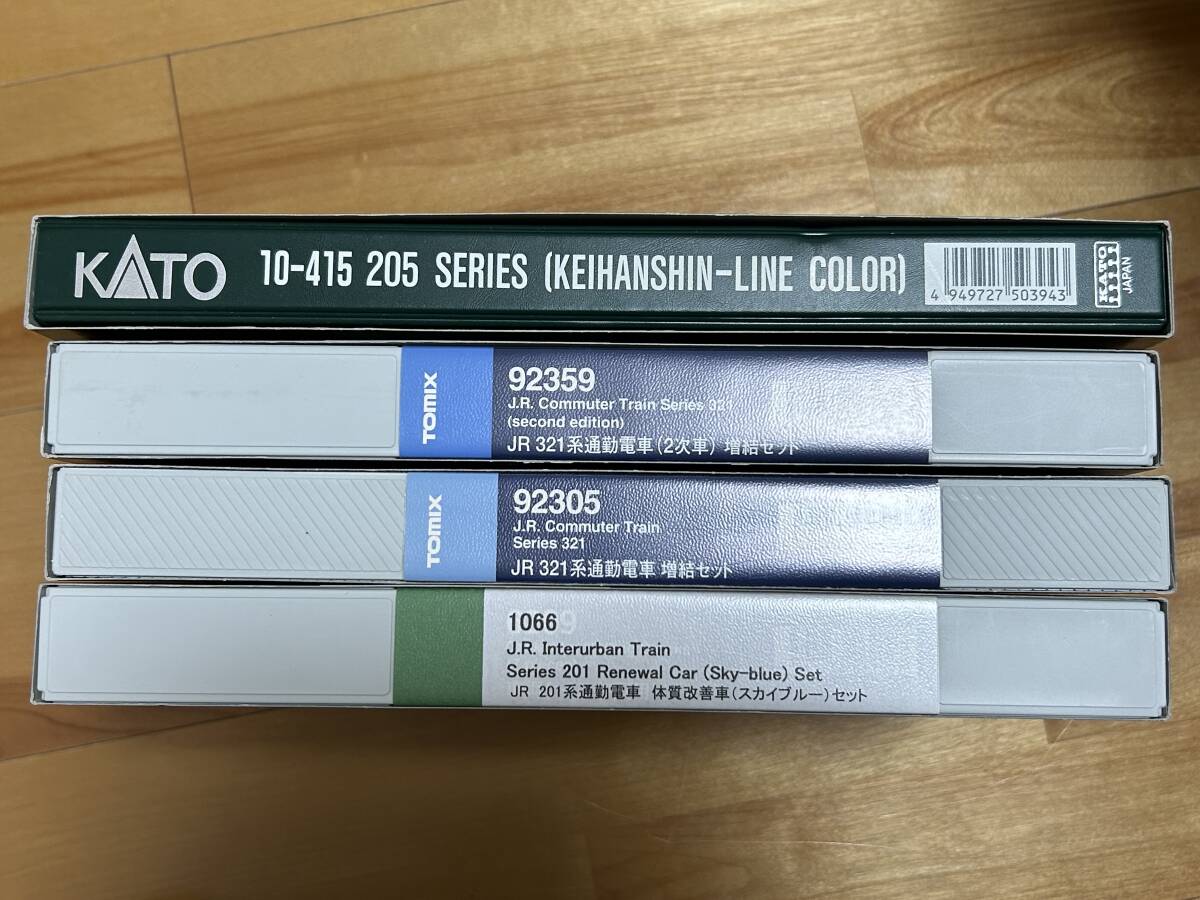 KATO 10-415 205 SERIES (KEIHANSHIN-LINE COLOR)
4 949727 503943
KATO
JAPAN
TOMIX
92359
J.R. Commuter Train Series 321
(second edition)
JR 321系通勤電車(2次車) 増結セット
TOMIX
92305
J.R. Commuter Train
Series 321
JR 321系通勤電車 増結セット
1066
J.R. Interurban Train
Series 201 Renewal Car (Sky-blue) Set
JR 201系通勤電車 体質改善車(スカイブルー)セット